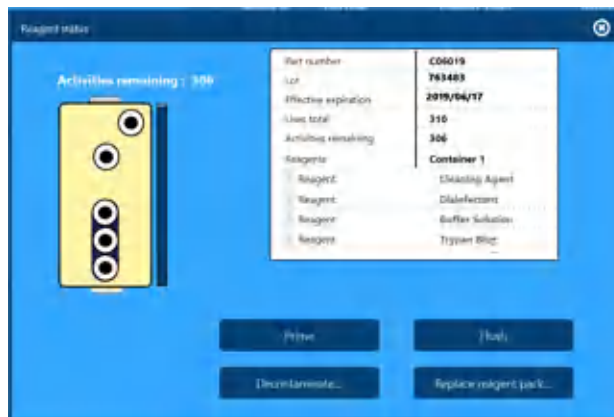 Reagent status
Activities remaining : 306
Part number C06019
Lot 763403
Effective expiration 2019/06/17
Uses total 310
Activities remaining 306
Reagents Container 1
Reagent Cleaning Agent
Reagent Disinfectant
Reagent Buffer Solution
Reagent Trypan Blue
Prime
Flush
Decontaminate...
Replace reagent pack...